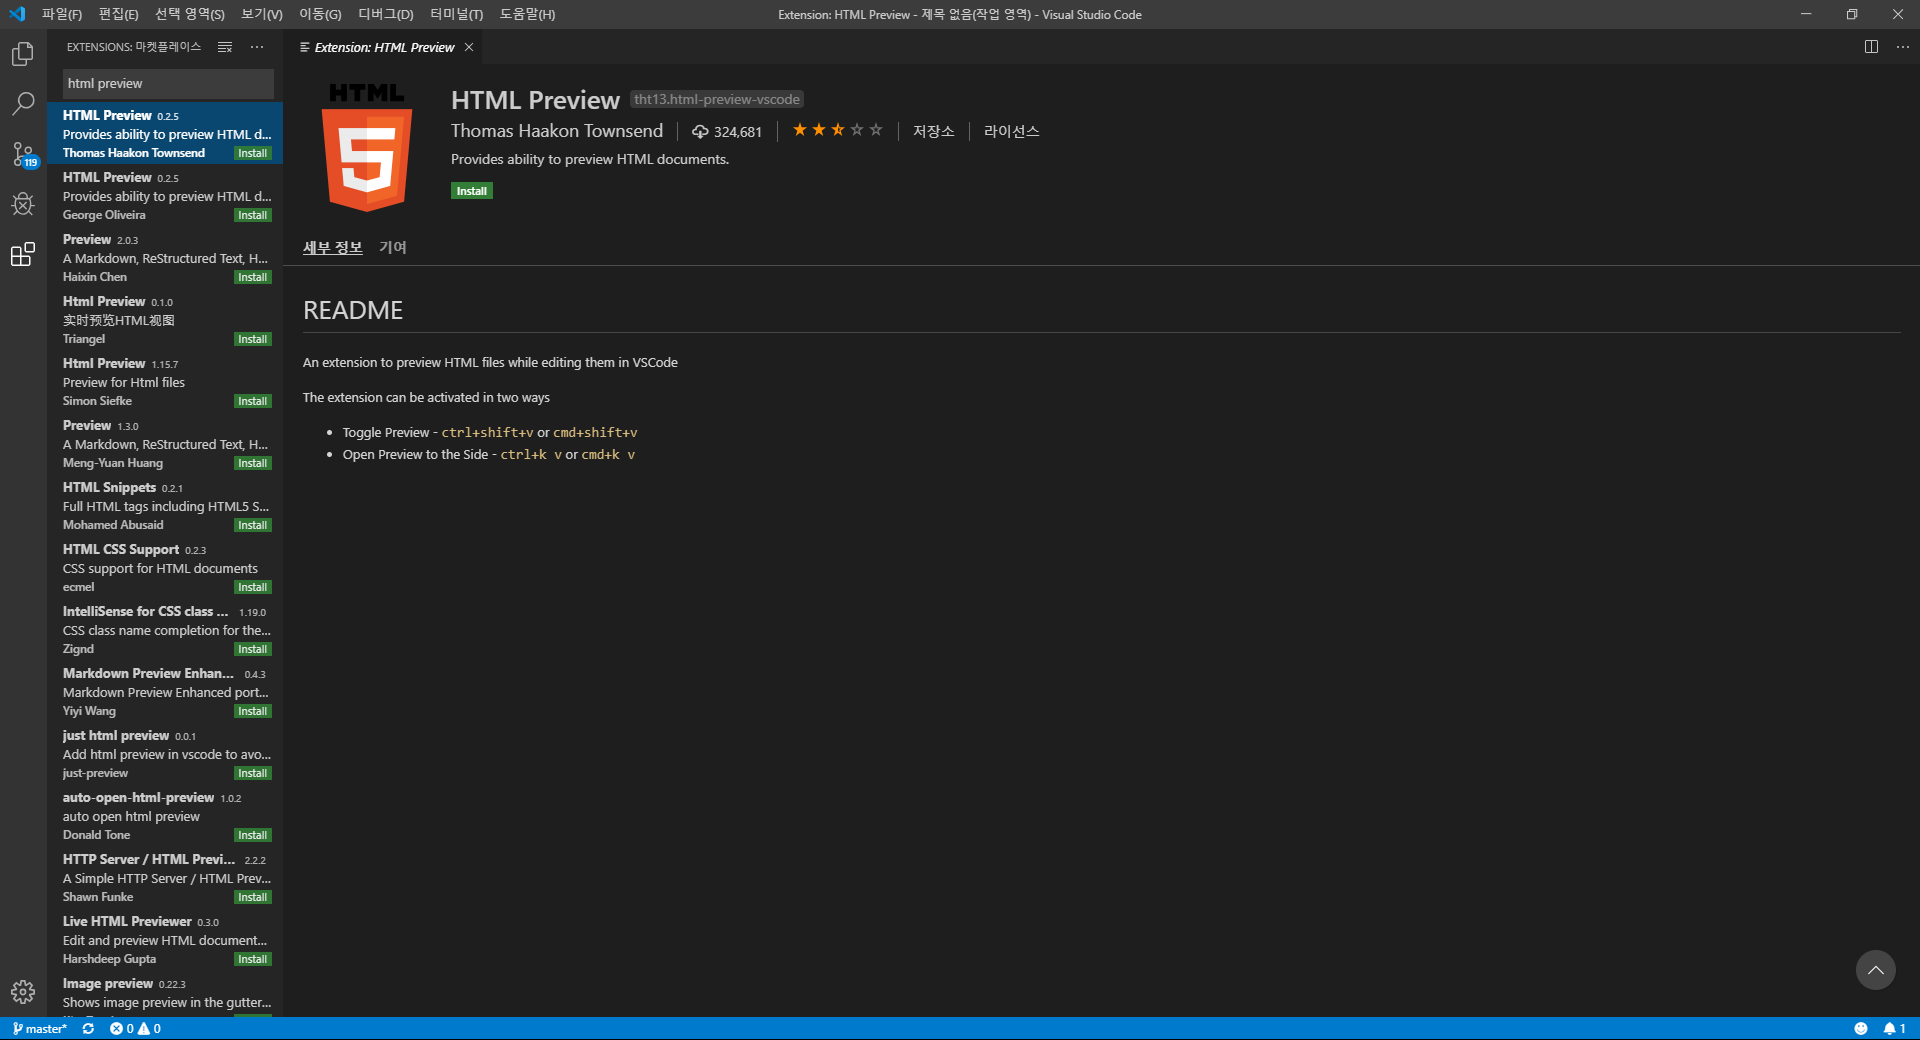 파일(F) 편집(E) 선택 영역(S) 보기(V) 이동(G) 디버그(D) 터미널(T) 도움말(H)
Extension: HTML Preview - 제목 없음(작업 영역) - Visual Studio Code
EXTENSIONS: 마켓플레이스
html preview
HTML Preview 0.2.5
Provides ability to preview HTML d...
Thomas Haakon Townsend Install
HTML Preview 0.2.5
Provides ability to preview HTML d...
George Oliveira Install
Preview 2.0.3
A Markdown, ReStructured Text, H...
Haixin Chen Install
Html Preview 0.1.0
实时预览HTML视图
Triangel Install
Html Preview 1.15.7
Preview for Html files
Simon Siefke Install
Preview 1.3.0
A Markdown, ReStructured Text, H...
Meng-Yuan Huang Install
HTML Snippets 0.2.1
Full HTML tags including HTML5 S...
Mohamed Abusaid Install
HTML CSS Support 0.2.3
CSS support for HTML documents
ecmel Install
IntelliSense for CSS class ... 1.19.0
CSS class name completion for the...
Zignd Install
Markdown Preview Enhan... 0.4.3
Markdown Preview Enhanced port...
Yiyi Wang Install
just html preview 0.0.1
Add html preview in vscode to avo...
just-preview Install
auto-open-html-preview 1.0.2
auto open html preview
Donald Tone Install
HTTP Server / HTML Previ... 2.2.2
A Simple HTTP Server / HTML Prev...
Shawn Funke Install
Live HTML Previewer 0.3.0
Edit and preview HTML document...
Harshdeep Gupta Install
Image preview 0.22.3
Shows image preview in the gutter...
119
Extension: HTML Preview
HTML
5
HTML Preview tht13.html-preview-vscode
Thomas Haakon Townsend 324,681 저장소 라이선스
Provides ability to preview HTML documents.
Install
세부 정보 기여
README
An extension to preview HTML files while editing them in VSCode
The extension can be activated in two ways
• Toggle Preview - ctrl+shift+v or cmd+shift+v
• Open Preview to the Side - ctrl+k v or cmd+k v
master* 0 0 1